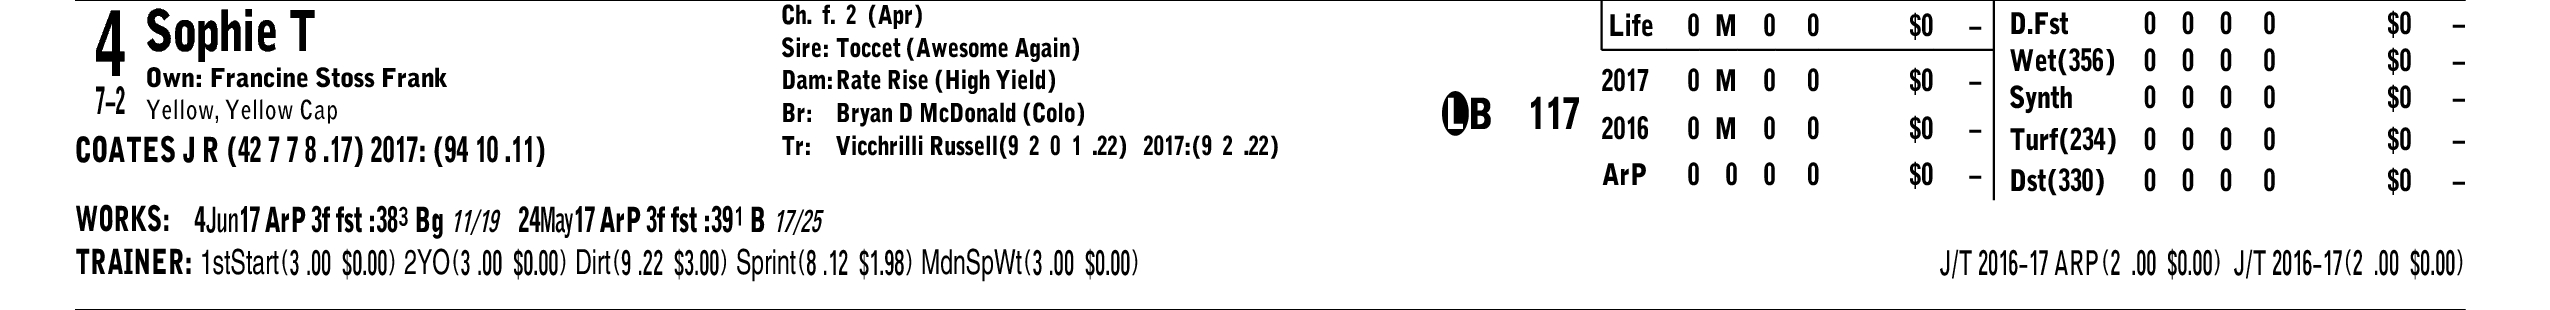 4 Sophie T
Own: Francine Stoss Frank
7–2 Yellow, Yellow Cap
COATES J R (42 7 7 8 .17) 2017: (94 10 .11)
Ch. f. 2 (Apr)
Sire: Toccet (Awesome Again)
Dam: Rate Rise (High Yield)
Br: Bryan D McDonald (Colo)
Tr: Vicchrilli Russell(9 2 0 1 .22) 2017:(9 2 .22)
L B 117
Life 0 M 0 0 $0 –
2017 0 M 0 0 $0 –
2016 0 M 0 0 $0 –
ArP 0 0 0 0 $0 –
D.Fst 0 0 0 0 $0 –
Wet(356) 0 0 0 0 $0 –
Synth 0 0 0 0 $0 –
Turf(234) 0 0 0 0 $0 –
Dst(330) 0 0 0 0 $0 –
WORKS: 4Jun17 ArP 3f fst :38³ Bg 11/19 24May17 ArP 3f fst :39¹ B 17/25
TRAINER: 1stStart(3 .00 $0.00) 2YO(3 .00 $0.00) Dirt(9 .22 $3.00) Sprint(8 .12 $1.98) MdnSpWt(3 .00 $0.00) J/T 2016-17 ARP(2 .00 $0.00) J/T 2016-17(2 .00 $0.00)